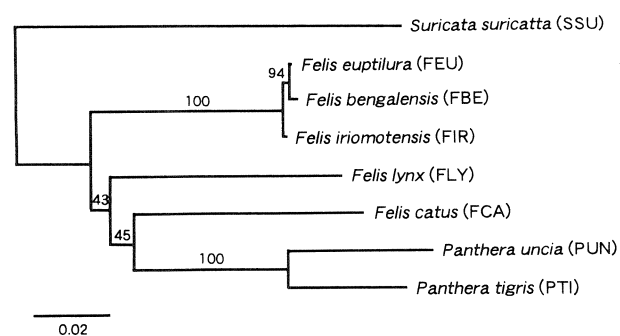 Suricata suricatta (SSU)
94
Felis euptilura (FEU)
100
Felis bengalensis (FBE)
Felis iriomotensis (FIR)
Felis lynx (FLY)
43
Felis catus (FCA)
45
Panthera uncia (PUN)
100
Panthera tigris (PTI)
0.02